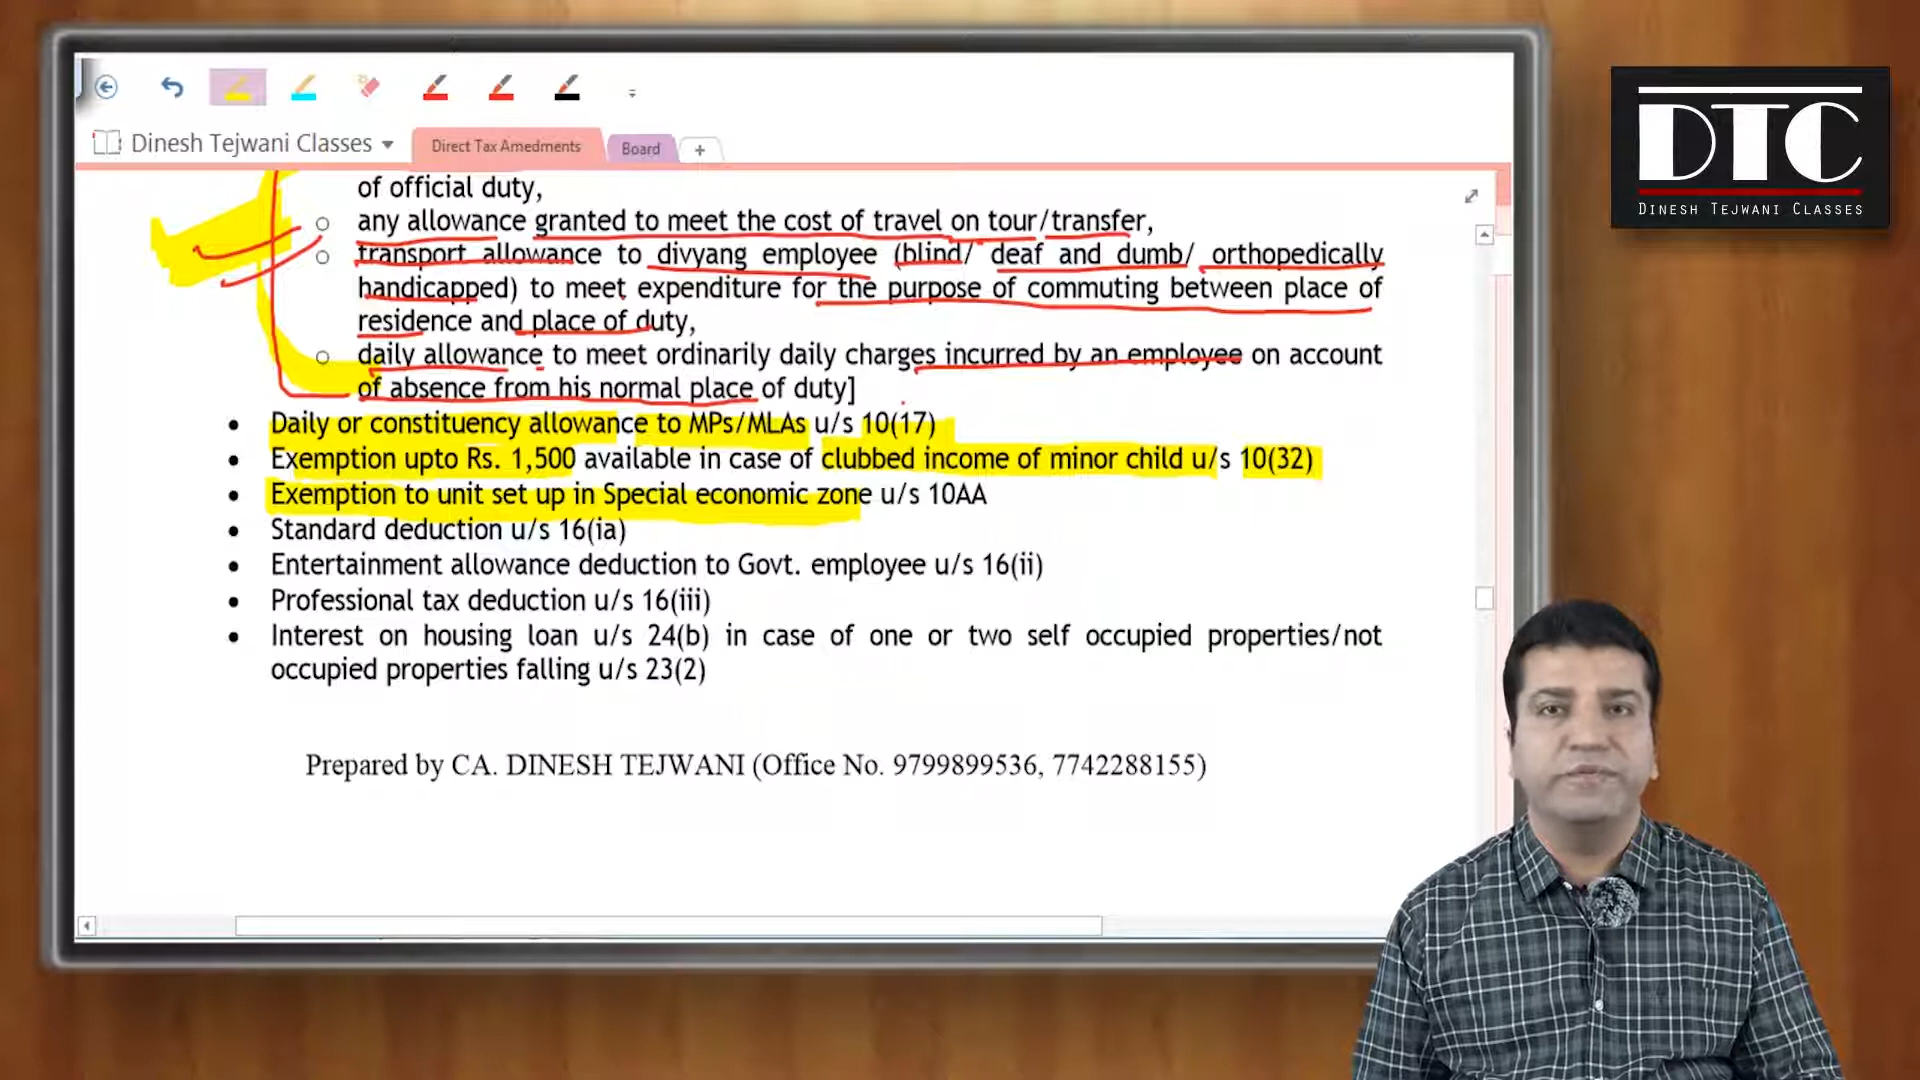 Dinesh Tejwani Classes
Direct Tax Amedments
Board
+
DTC
DINESH TEJWANI CLASSES
of official duty,
o any allowance granted to meet the cost of travel on tour/transfer,
o transport allowance to divyang employee (blind/ deaf and dumb/ orthopedically
handicapped) to meet expenditure for the purpose of commuting between place of
residence and place of duty,
o daily allowance to meet ordinarily daily charges incurred by an employee on account
of absence from his normal place of duty]
• Daily or constituency allowance to MPs/MLAs u/s 10(17)
• Exemption upto Rs. 1,500 available in case of clubbed income of minor child u/s 10(32)
• Exemption to unit set up in Special economic zone u/s 10AA
• Standard deduction u/s 16(ia)
• Entertainment allowance deduction to Govt. employee u/s 16(ii)
• Professional tax deduction u/s 16(iii)
• Interest on housing loan u/s 24(b) in case of one or two self occupied properties/not
occupied properties falling u/s 23(2)
Prepared by CA. DINESH TEJWANI (Office No. 9799899536, 7742288155)